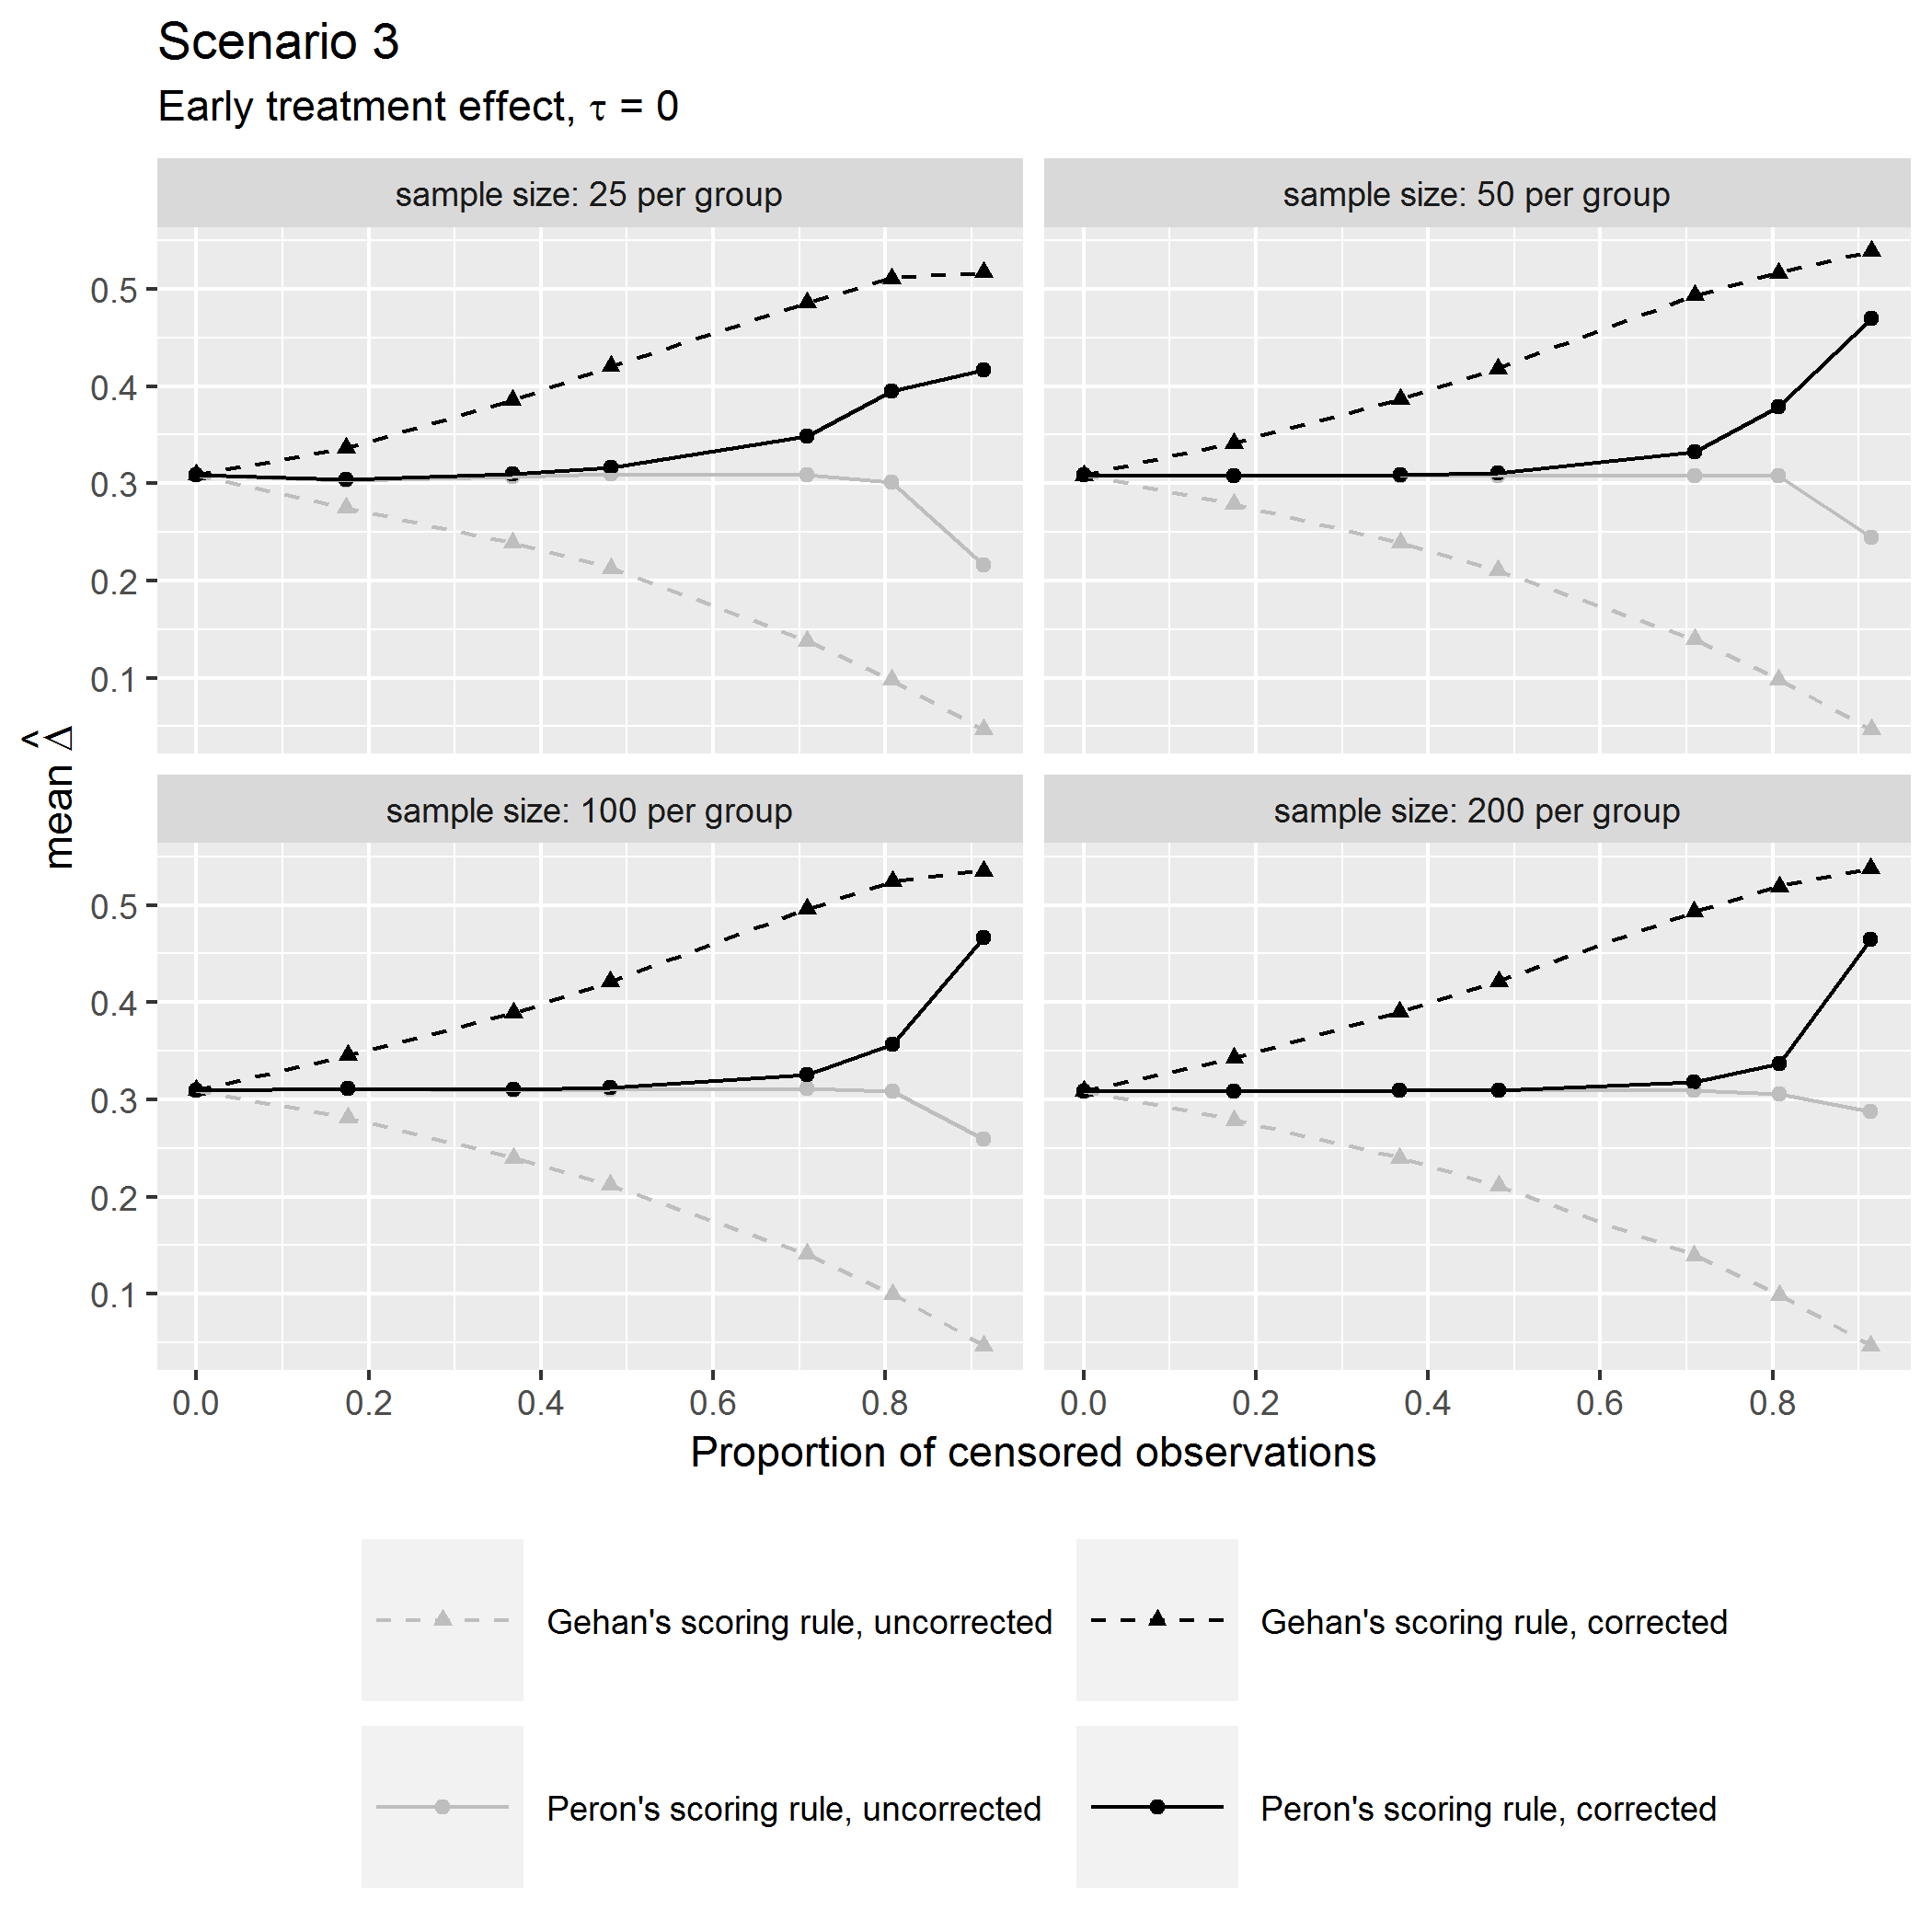 Scenario 3
Early treatment effect, τ = 0
sample size: 25 per group
sample size: 50 per group
0.5
0.4
0.3
0.2
0.1
mean Δ̂
sample size: 100 per group
sample size: 200 per group
0.5
0.4
0.3
0.2
0.1
0.0 0.2 0.4 0.6 0.8
0.0 0.2 0.4 0.6 0.8
Proportion of censored observations
Gehan's scoring rule, uncorrected
Gehan's scoring rule, corrected
Peron's scoring rule, uncorrected
Peron's scoring rule, corrected